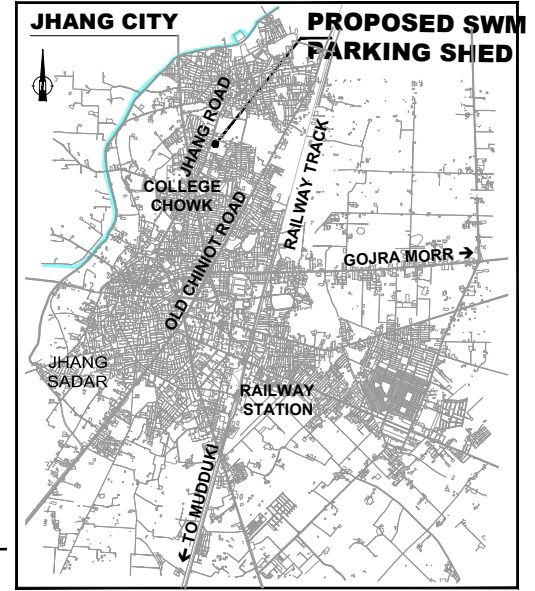 JHANG CITY
PROPOSED SWM
PARKING SHED
JHANG ROAD
COLLEGE
CHOWK
OLD CHINIOT ROAD
RAILWAY TRACK
GOJRA MORR →
JHANG
SADAR
RAILWAY
STATION
← TO MUDDUKI